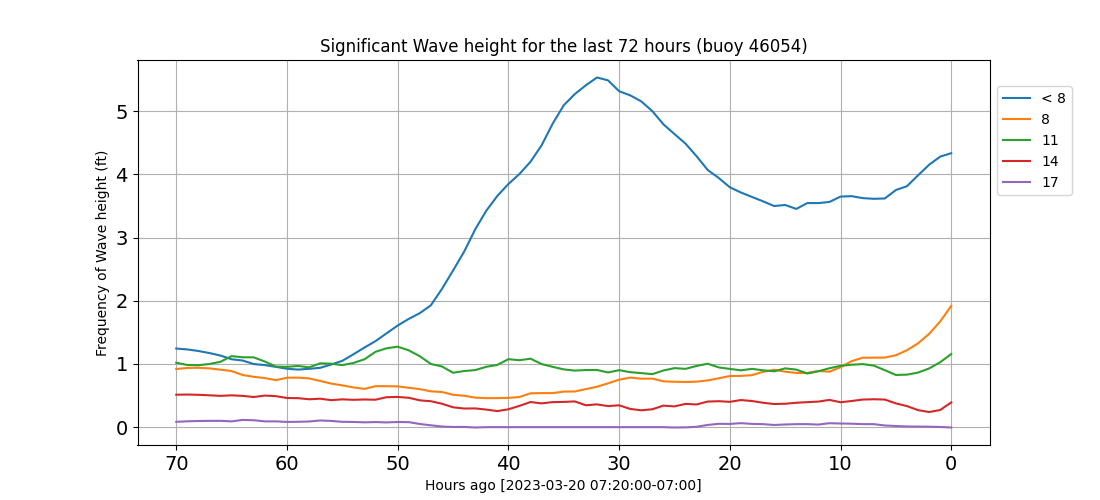 Significant Wave height for the last 72 hours (buoy 46054)
Frequency of Wave height (ft)
5
4
3
2
1
0
70 60 50 40 30 20 10 0
Hours ago [2023-03-20 07:20:00-07:00]
< 8
8
11
14
17